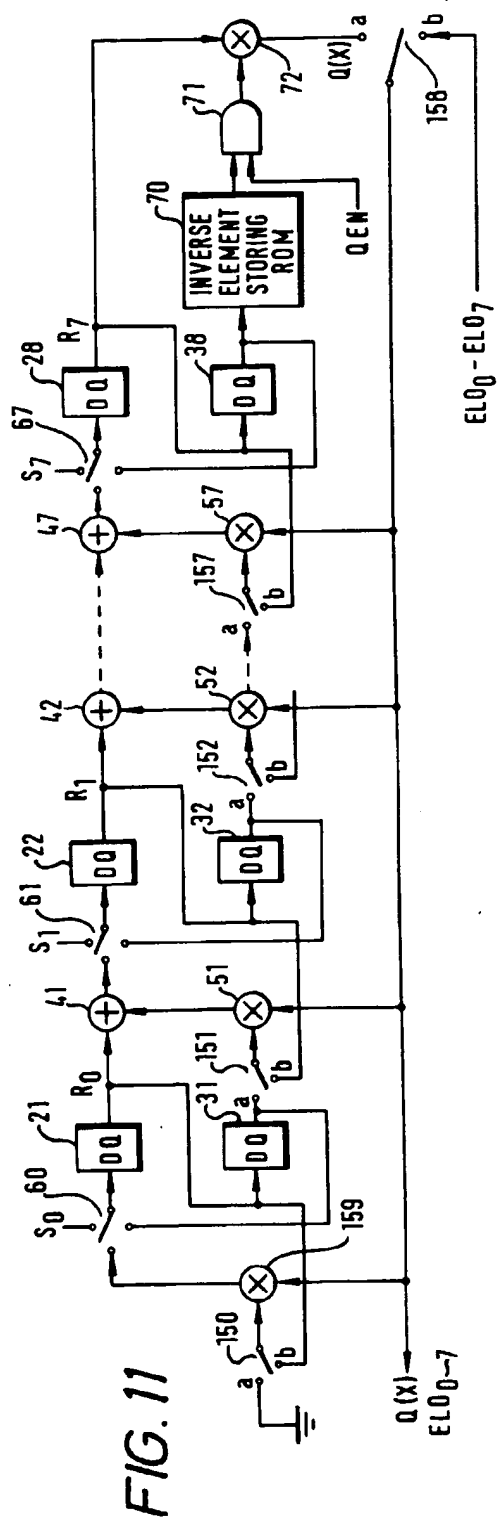 FIG. 11
S0
60
21
D Q
R0
41
S1
61
22
D Q
R1
42
47
S7
67
28
D Q
R7
72
Q(X)
a
b
158
71
70
INVERSE
ELEMENT
STORING
ROM
QEN
38
D Q
57
157
a
b
52
152
a
b
32
D Q
51
151
a
b
31
D Q
159
150
a
b
Q(X)
ELO0~7
ELO0-ELO7